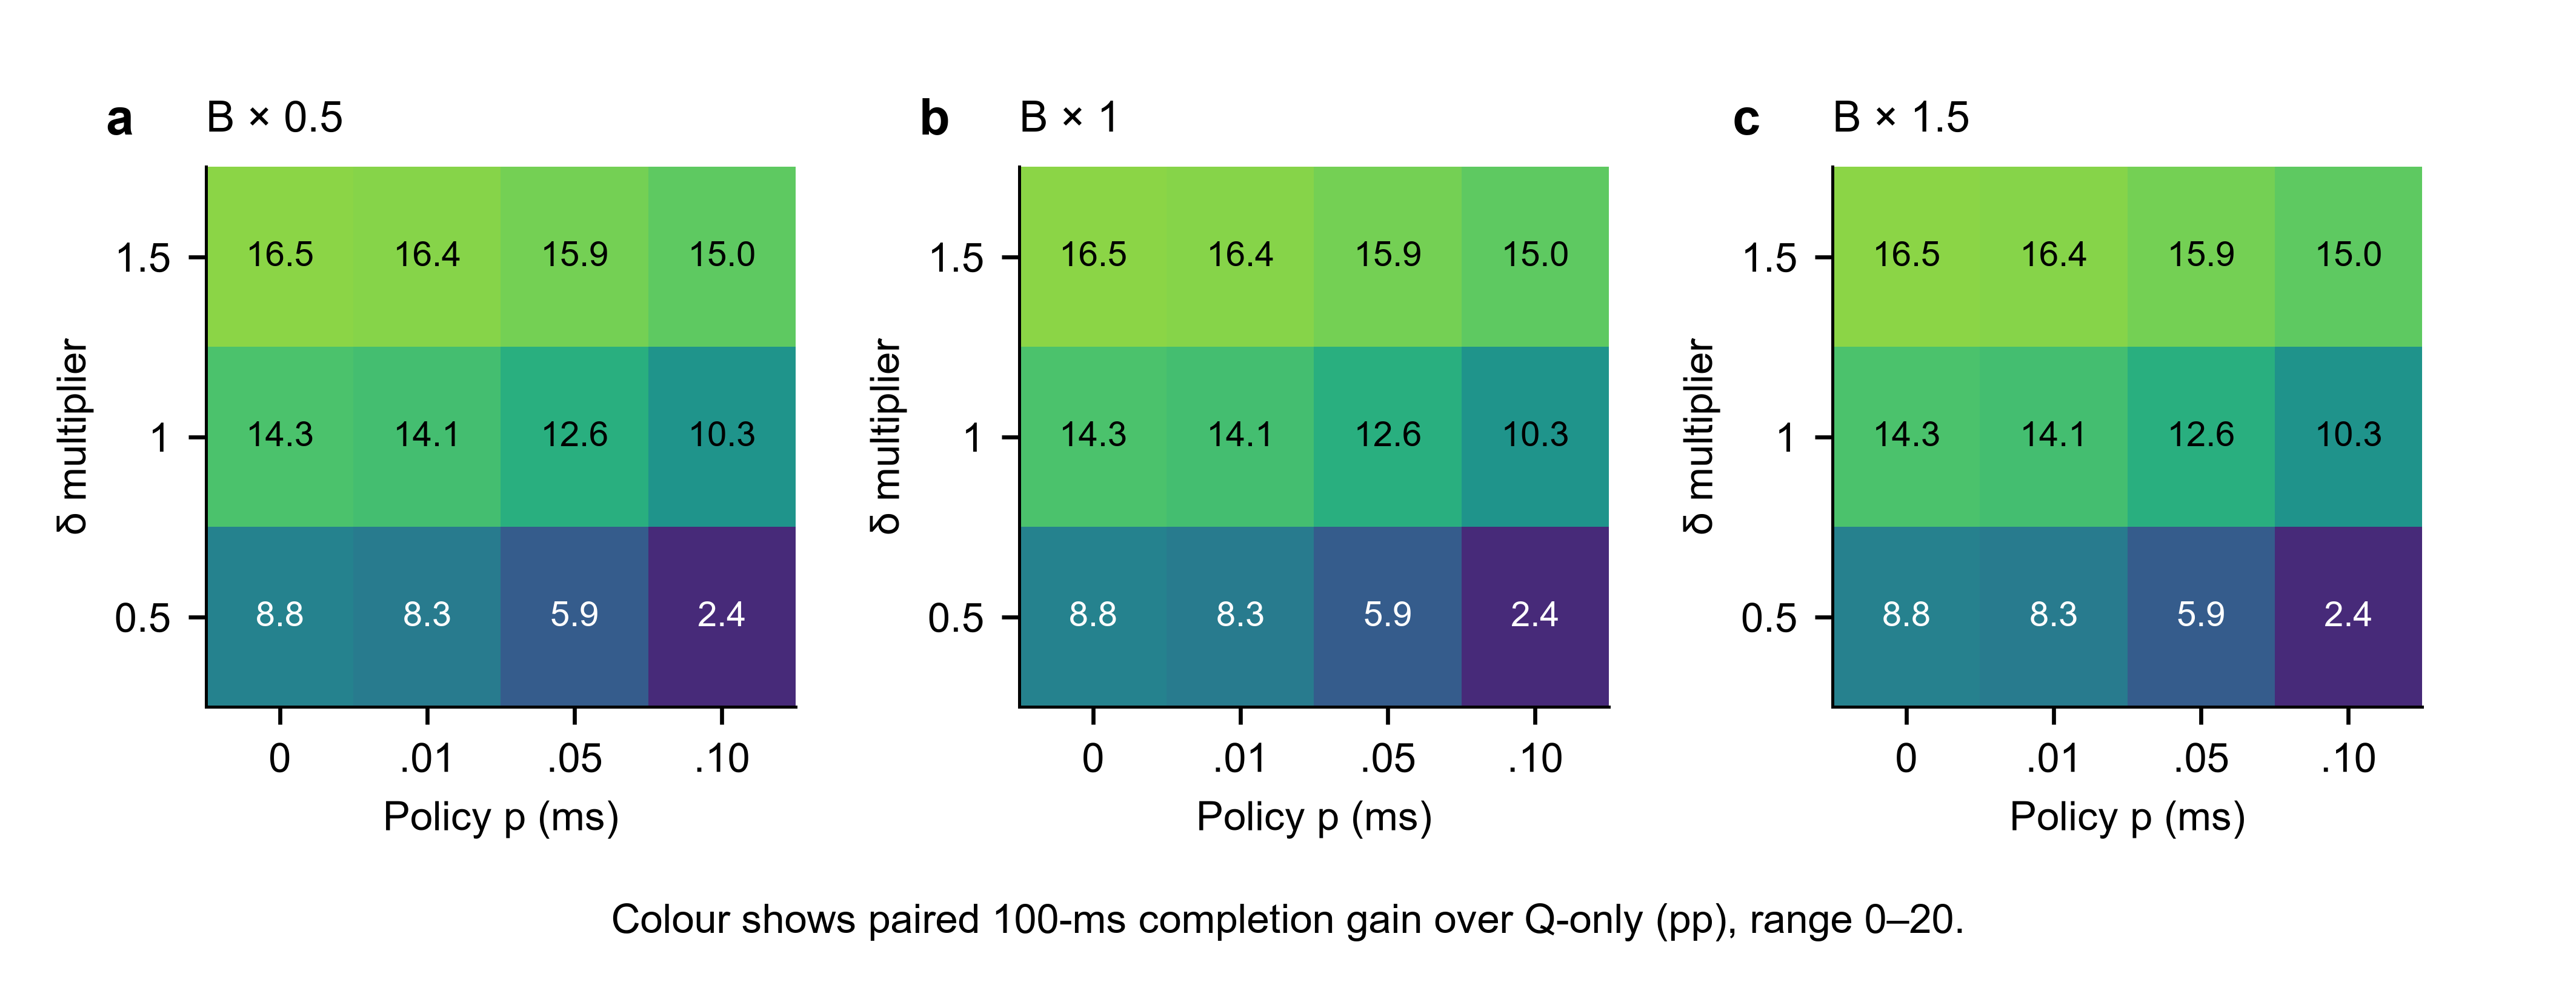 a B × 0.5
δ multiplier
1.5 16.5 16.4 15.9 15.0
1 14.3 14.1 12.6 10.3
0.5 8.8 8.3 5.9 2.4
0 .01 .05 .10
Policy p (ms)
b B × 1
δ multiplier
1.5 16.5 16.4 15.9 15.0
1 14.3 14.1 12.6 10.3
0.5 8.8 8.3 5.9 2.4
0 .01 .05 .10
Policy p (ms)
c B × 1.5
δ multiplier
1.5 16.5 16.4 15.9 15.0
1 14.3 14.1 12.6 10.3
0.5 8.8 8.3 5.9 2.4
0 .01 .05 .10
Policy p (ms)
Colour shows paired 100-ms completion gain over Q-only (pp), range 0–20.